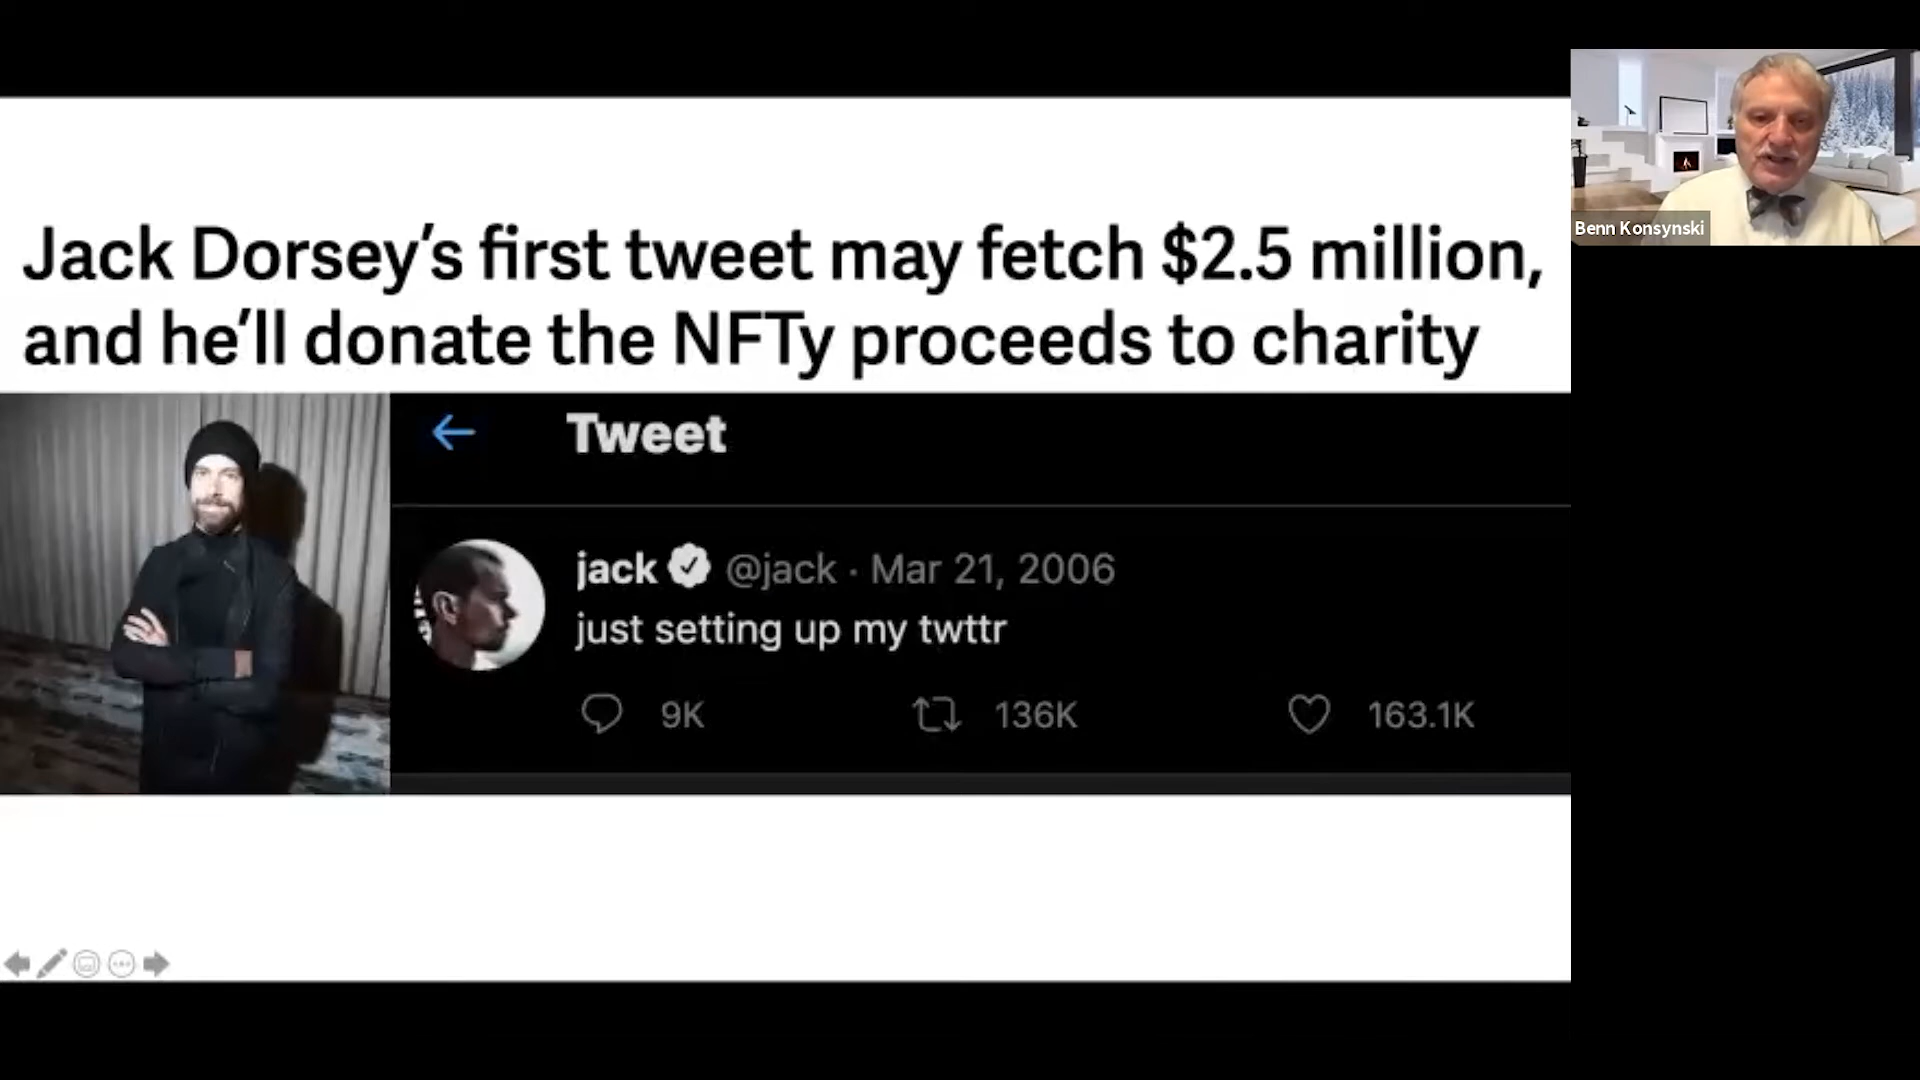 Jack Dorsey’s first tweet may fetch $2.5 million,
and he’ll donate the NFTy proceeds to charity
Tweet
jack @jack · Mar 21, 2006
just setting up my twttr
9K 136K 163.1K
Benn Konsynski